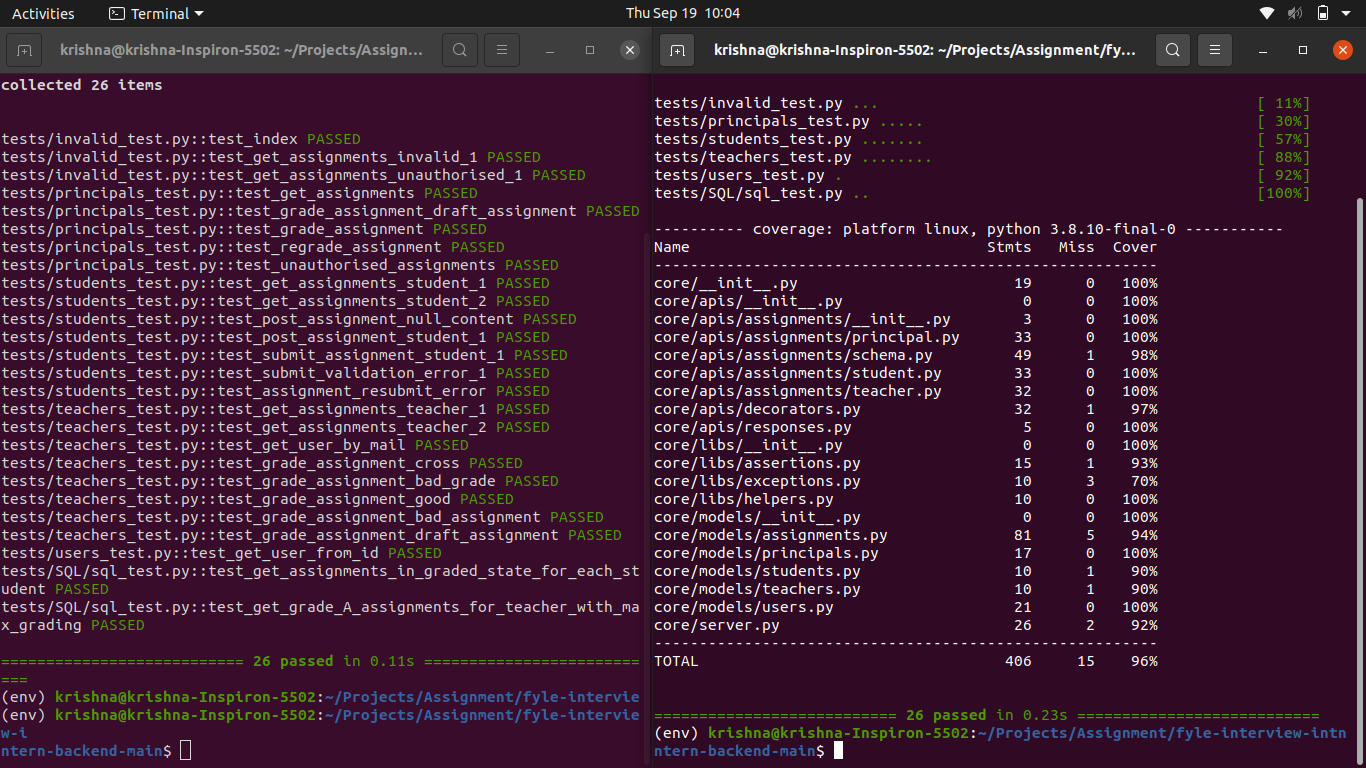 Activities Terminal Thu Sep 19 10:04
krishna@krishna-Inspiron-5502: ~/Projects/Assign...
collected 26 items
tests/invalid_test.py::test_index PASSED
tests/invalid_test.py::test_get_assignments_invalid_1 PASSED
tests/invalid_test.py::test_get_assignments_unauthorised_1 PASSED
tests/principals_test.py::test_get_assignments PASSED
tests/principals_test.py::test_grade_assignment_draft_assignment PASSED
tests/principals_test.py::test_grade_assignment PASSED
tests/principals_test.py::test_regrade_assignment PASSED
tests/principals_test.py::test_unauthorised_assignments PASSED
tests/students_test.py::test_get_assignments_student_1 PASSED
tests/students_test.py::test_get_assignments_student_2 PASSED
tests/students_test.py::test_post_assignment_null_content PASSED
tests/students_test.py::test_post_assignment_student_1 PASSED
tests/students_test.py::test_submit_assignment_student_1 PASSED
tests/students_test.py::test_submit_validation_error_1 PASSED
tests/students_test.py::test_assignment_resubmit_error PASSED
tests/teachers_test.py::test_get_assignments_teacher_1 PASSED
tests/teachers_test.py::test_get_assignments_teacher_2 PASSED
tests/teachers_test.py::test_get_user_by_mail PASSED
tests/teachers_test.py::test_grade_assignment_cross PASSED
tests/teachers_test.py::test_grade_assignment_bad_grade PASSED
tests/teachers_test.py::test_grade_assignment_good PASSED
tests/teachers_test.py::test_grade_assignment_bad_assignment PASSED
tests/teachers_test.py::test_grade_assignment_draft_assignment PASSED
tests/users_test.py::test_get_user_from_id PASSED
tests/SQL/sql_test.py::test_get_assignments_in_graded_state_for_each_st
udent PASSED
tests/SQL/sql_test.py::test_get_grade_A_assignments_for_teacher_with_ma
x_grading PASSED
=========================== 26 passed in 0.11s ========================
===
(env) krishna@krishna-Inspiron-5502:~/Projects/Assignment/fyle-intervie
(env) krishna@krishna-Inspiron-5502:~/Projects/Assignment/fyle-intervie
w-i
ntern-backend-main$
krishna@krishna-Inspiron-5502: ~/Projects/Assignment/fy...
tests/invalid_test.py ... [ 11%]
tests/principals_test.py ..... [ 30%]
tests/students_test.py ....... [ 57%]
tests/teachers_test.py ........ [ 88%]
tests/users_test.py . [ 92%]
tests/SQL/sql_test.py .. [100%]
---------- coverage: platform linux, python 3.8.10-final-0 -----------
Name Stmts Miss Cover
--------------------------------------------------------
core/__init__.py 19 0 100%
core/apis/__init__.py 0 0 100%
core/apis/assignments/__init__.py 3 0 100%
core/apis/assignments/principal.py 33 0 100%
core/apis/assignments/schema.py 49 1 98%
core/apis/assignments/student.py 33 0 100%
core/apis/assignments/teacher.py 32 0 100%
core/apis/decorators.py 32 1 97%
core/apis/responses.py 5 0 100%
core/libs/__init__.py 0 0 100%
core/libs/assertions.py 15 1 93%
core/libs/exceptions.py 10 3 70%
core/libs/helpers.py 10 0 100%
core/models/__init__.py 0 0 100%
core/models/assignments.py 81 5 94%
core/models/principals.py 17 0 100%
core/models/students.py 10 1 90%
core/models/teachers.py 10 1 90%
core/models/users.py 21 0 100%
core/server.py 26 2 92%
--------------------------------------------------------
TOTAL 406 15 96%
=========================== 26 passed in 0.23s ===========================
(env) krishna@krishna-Inspiron-5502:~/Projects/Assignment/fyle-interview-intn
ntern-backend-main$